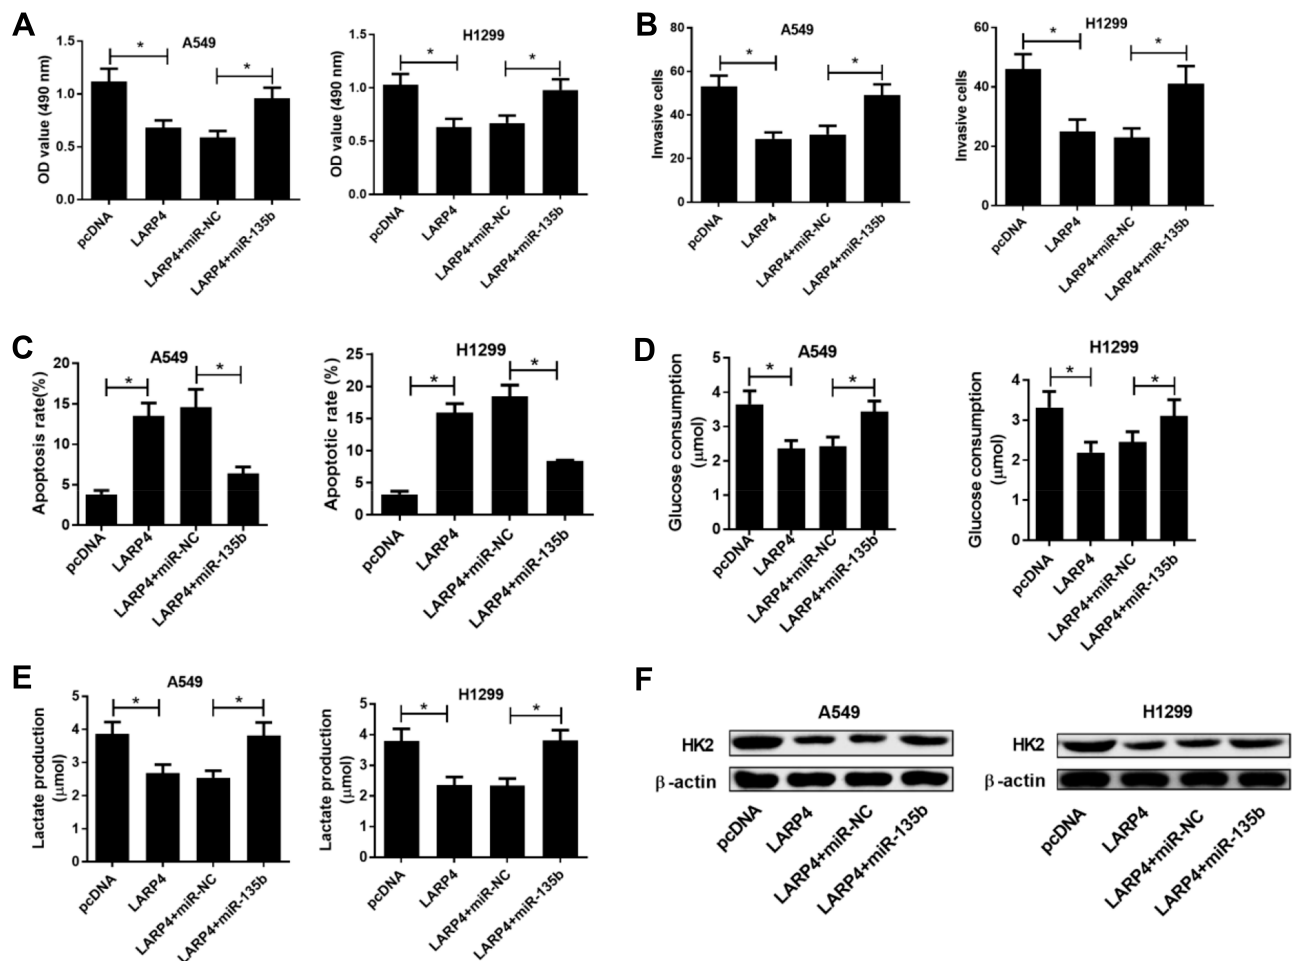 A
A549
*
*
OD value (490 nm)
1.5
1.0
0.5
0.0
pcDNA
LARP4
LARP4+miR-NC
LARP4+miR-135b
H1299
*
*
OD value (490 nm)
1.5
1.0
0.5
0.0
pcDNA
LARP4
LARP4+miR-NC
LARP4+miR-135b
B
A549
*
*
Invasive cells
80
60
40
20
0
pcDNA
LARP4
LARP4+miR-NC
LARP4+miR-135b
H1299
*
*
Invasive cells
60
40
20
0
pcDNA
LARP4
LARP4+miR-NC
LARP4+miR-135b
C
A549
*
*
Apoptosis rate(%)
20
15
10
5
0
pcDNA
LARP4
LARP4+miR-NC
LARP4+miR-135b
H1299
*
*
Apoptotic rate (%)
25
20
15
10
5
0
pcDNA
LARP4
LARP4+miR-NC
LARP4+miR-135b
D
A549
*
*
Glucose consumption
(μmol)
5
4
3
2
1
0
pcDNA
LARP4
LARP4+miR-NC
LARP4+miR-135b
H1299
*
*
Glucose consumption
(μmol)
4
3
2
1
0
pcDNA
LARP4
LARP4+miR-NC
LARP4+miR-135b
E
A549
*
*
Lactate production
(μmol)
5
4
3
2
1
0
pcDNA
LARP4
LARP4+miR-NC
LARP4+miR-135b
H1299
*
*
Lactate production
(μmol)
5
4
3
2
1
0
pcDNA
LARP4
LARP4+miR-NC
LARP4+miR-135b
F
A549
HK2
β-actin
pcDNA
LARP4
LARP4+miR-NC
LARP4+miR-135b
H1299
HK2
β-actin
pcDNA
LARP4
LARP4+miR-NC
LARP4+miR-135b